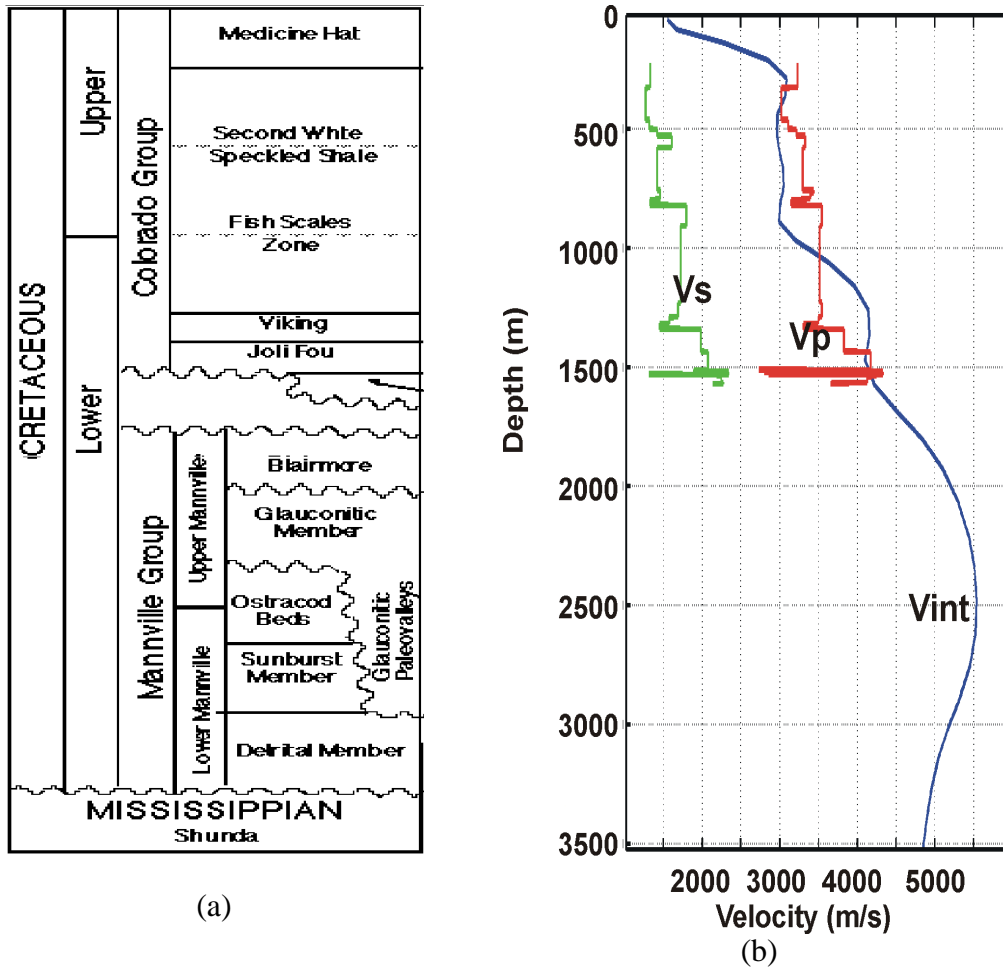 CRETACEOUS
Upper
Lower
Colorado Group
Mannville Group
Upper Mannville
Lower Mannville
Medicine Hat
Second Whte
Speckled Shale
Fish Scales
Zone
Viking
Joli Fou
Blairmore
Glauconitic
Member
Ostracod
Beds
Sunburst
Member
Glauconitic
Paleovalleys
Detrital Member
MISSISSIPPIAN
Shunda
(a)
0
500
1000
1500
2000
2500
3000
3500
Depth (m)
Vs
Vp
Vint
2000 3000 4000 5000
Velocity (m/s)
(b)